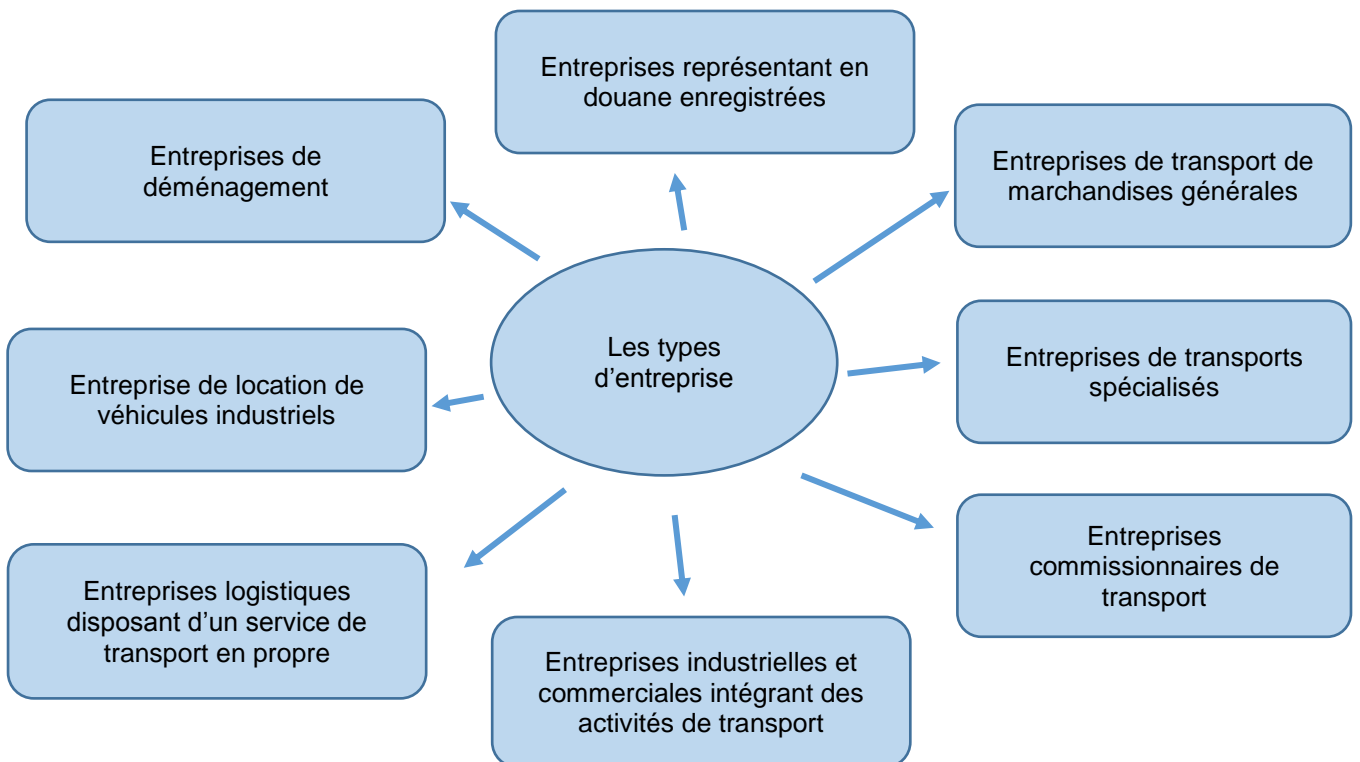 Entreprises représentant en
douane enregistrées
Entreprises de
déménagement
Entreprises de transport de
marchandises générales
Les types
d’entreprise
Entreprises de transports
spécialisés
Entreprise de location de
véhicules industriels
Entreprises
commissionnaires de
transport
Entreprises logistiques
disposant d’un service de
transport en propre
Entreprises industrielles et
commerciales intégrant des
activités de transport